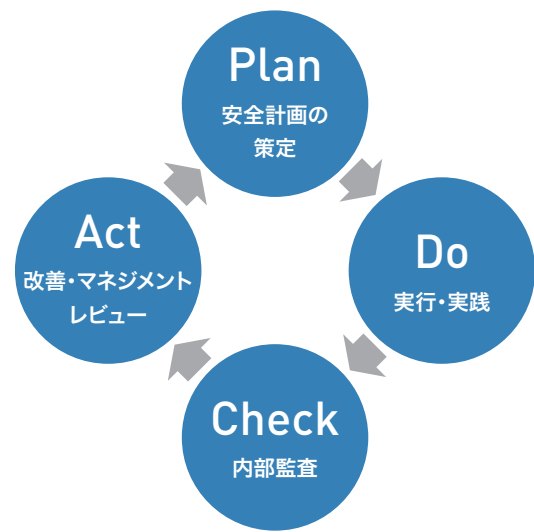 Plan
安全計画の
策定
Do
実行・実践
Check
内部監査
Act
改善・マネジメント
レビュー